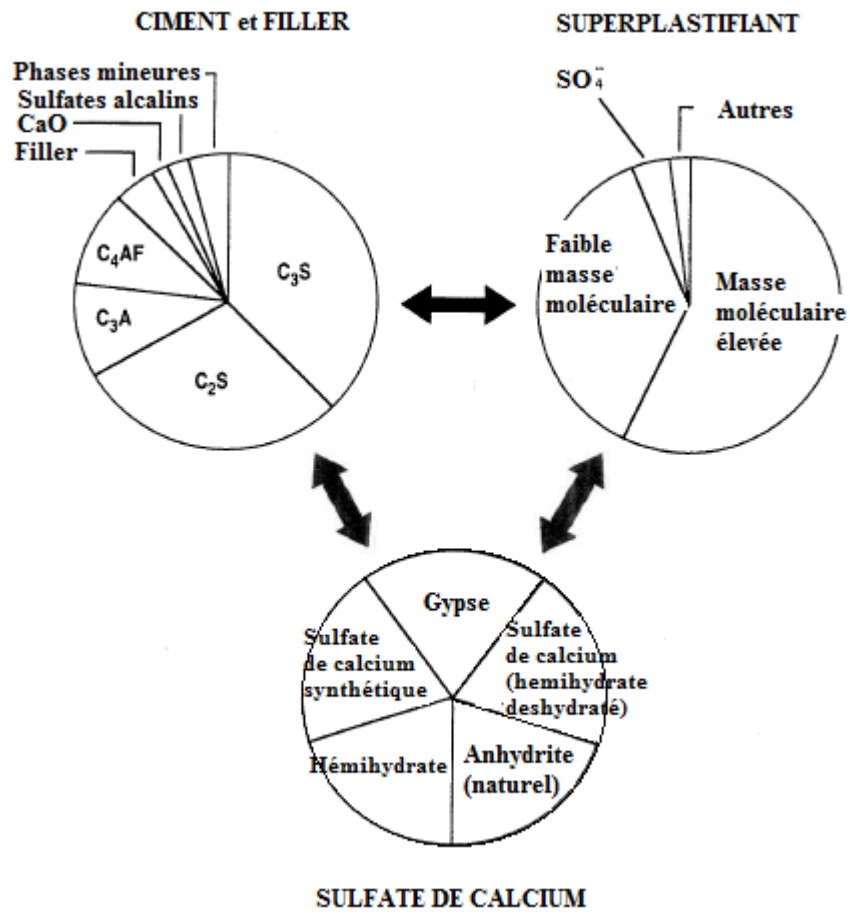 CIMENT et FILLER
Phases mineures
Sulfates alcalins
CaO
Filler
C₄AF
C₃A
C₂S
C₃S
SUPERPLASTIFIANT
SO₄⁻⁻
Autres
Faible
masse
moléculaire
Masse
moléculaire
élevée
Gypse
Sulfate
de calcium
synthétique
Sulfate
de calcium
(hemihydrate
deshydraté)
Hémihydrate
Anhydrite
(naturel)
SULFATE DE CALCIUM